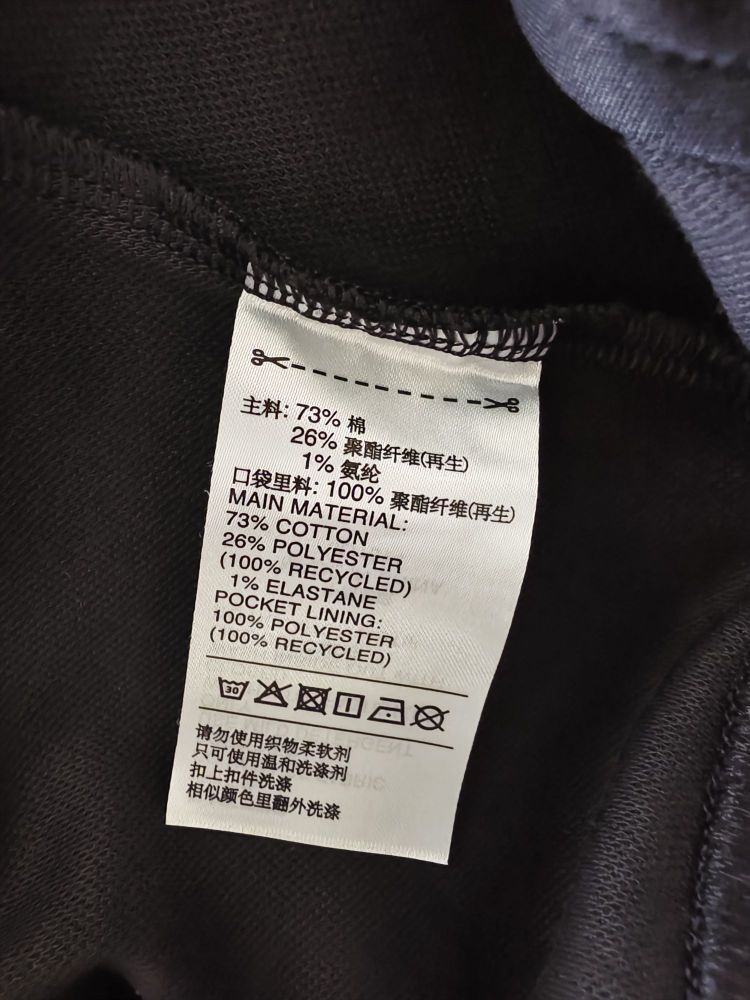 主料: 73% 棉
26% 聚酯纤维(再生)
1% 氨纶
口袋里料: 100% 聚酯纤维(再生)
MAIN MATERIAL:
73% COTTON
26% POLYESTER
(100% RECYCLED)
1% ELASTANE
POCKET LINING:
100% POLYESTER
(100% RECYCLED)
30
请勿使用织物柔软剂
只可使用温和洗涤剂
扣上扣件洗涤
相似颜色里翻外洗涤